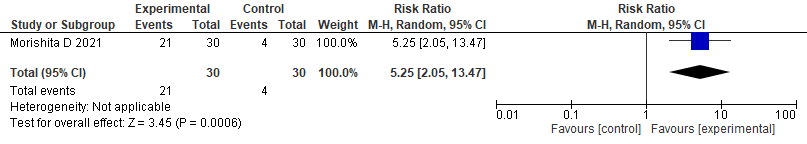 Experimental Control Risk Ratio Risk Ratio
Study or Subgroup Events Total Events Total Weight M-H, Random, 95% CI M-H, Random, 95% CI
Morishita D 2021 21 30 4 30 100.0% 5.25 [2.05, 13.47]
Total (95% CI) 30 30 100.0% 5.25 [2.05, 13.47]
Total events 21 4
Heterogeneity: Not applicable
Test for overall effect: Z = 3.45 (P = 0.0006)
0.01 0.1 1 10 100
Favours [control] Favours [experimental]